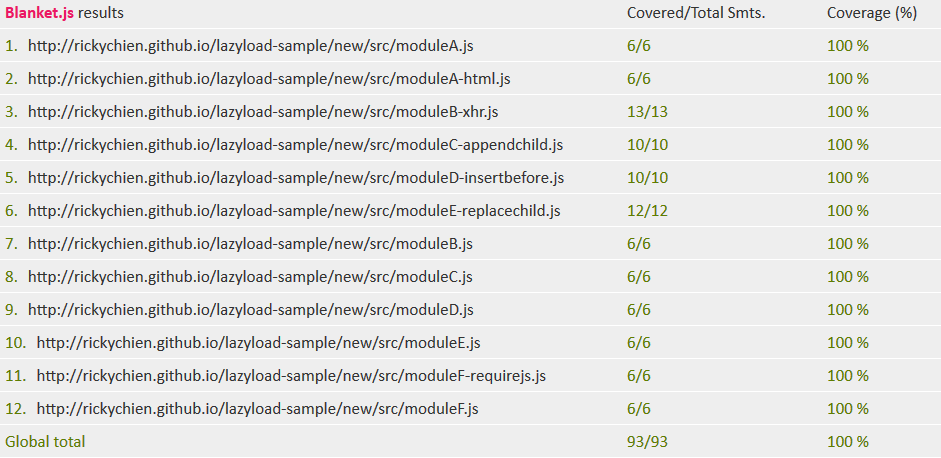 Blanket.js results Covered/Total Smts. Coverage (%)
1. http://rickychien.github.io/lazyload-sample/new/src/moduleA.js 6/6 100 %
2. http://rickychien.github.io/lazyload-sample/new/src/moduleA-html.js 6/6 100 %
3. http://rickychien.github.io/lazyload-sample/new/src/moduleB-xhr.js 13/13 100 %
4. http://rickychien.github.io/lazyload-sample/new/src/moduleC-appendchild.js 10/10 100 %
5. http://rickychien.github.io/lazyload-sample/new/src/moduleD-insertbefore.js 10/10 100 %
6. http://rickychien.github.io/lazyload-sample/new/src/moduleE-replacechild.js 12/12 100 %
7. http://rickychien.github.io/lazyload-sample/new/src/moduleB.js 6/6 100 %
8. http://rickychien.github.io/lazyload-sample/new/src/moduleC.js 6/6 100 %
9. http://rickychien.github.io/lazyload-sample/new/src/moduleD.js 6/6 100 %
10. http://rickychien.github.io/lazyload-sample/new/src/moduleE.js 6/6 100 %
11. http://rickychien.github.io/lazyload-sample/new/src/moduleF-requirejs.js 6/6 100 %
12. http://rickychien.github.io/lazyload-sample/new/src/moduleF.js 6/6 100 %
Global total 93/93 100 %